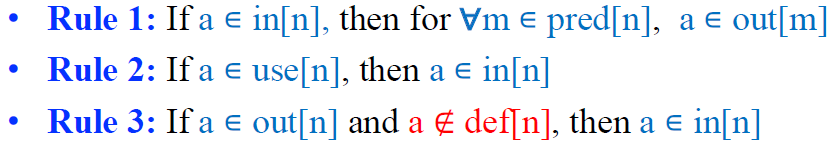 • Rule 1: If a ∈ in[n], then for ∀m ∈ pred[n], a ∈ out[m]
• Rule 2: If a ∈ use[n], then a ∈ in[n]
• Rule 3: If a ∈ out[n] and a ∉ def[n], then a ∈ in[n]